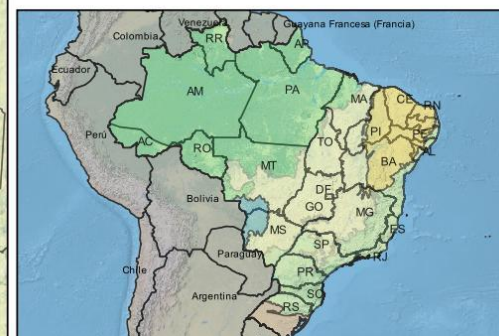 Venezuela
Guayana Francesa (Francia)
Colombia
RR
AP
Ecuador
AM
PA
MA
CE
RN
PI
PE
AL
Perú
AC
RO
TO
BA
MT
Bolivia
DF
GO
MG
ES
MS
SP
RJ
Paraguay
PR
Chile
SC
Argentina
RS